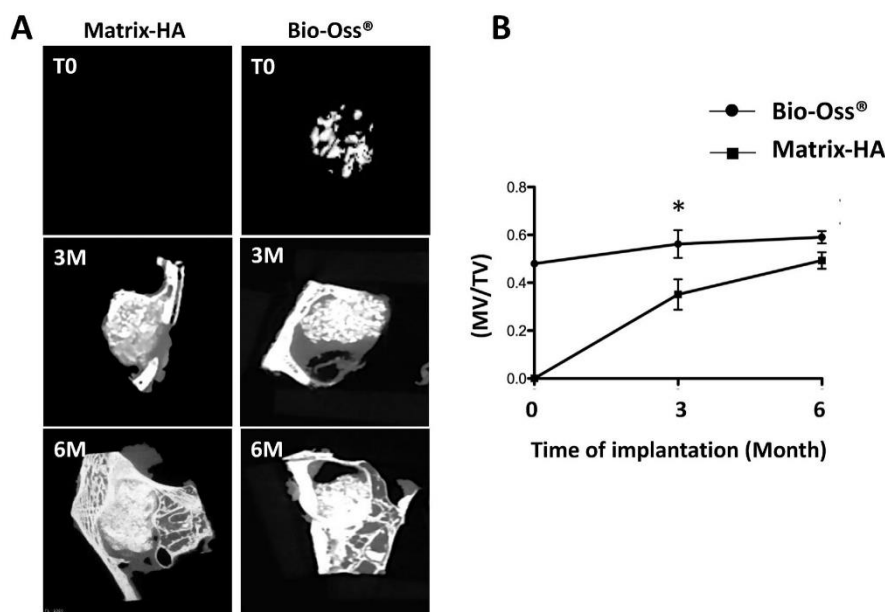 A
Matrix-HA
Bio-Oss®
T0
T0
3M
3M
6M
6M
B
Bio-Oss®
Matrix-HA
(MV/TV)
0.8
*
0.6
0.4
0.2
0.0
0
3
6
Time of implantation (Month)